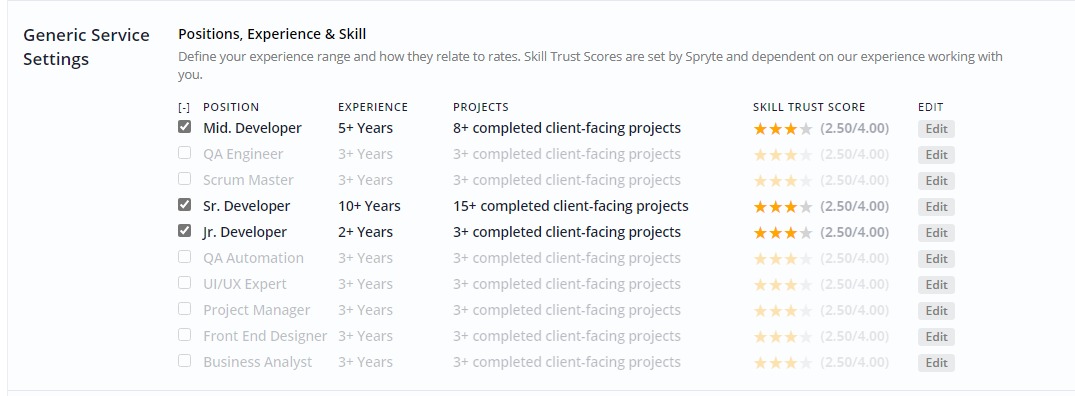 Generic Service
Settings
Positions, Experience & Skill
Define your experience range and how they relate to rates. Skill Trust Scores are set by Spryte and dependent on our experience working with
you.
[-] POSITION EXPERIENCE PROJECTS SKILL TRUST SCORE EDIT
Mid. Developer 5+ Years 8+ completed client-facing projects (2.50/4.00) Edit
QA Engineer 3+ Years 3+ completed client-facing projects (2.50/4.00) Edit
Scrum Master 3+ Years 3+ completed client-facing projects (2.50/4.00) Edit
Sr. Developer 10+ Years 15+ completed client-facing projects (2.50/4.00) Edit
Jr. Developer 2+ Years 3+ completed client-facing projects (2.50/4.00) Edit
QA Automation 3+ Years 3+ completed client-facing projects (2.50/4.00) Edit
UI/UX Expert 3+ Years 3+ completed client-facing projects (2.50/4.00) Edit
Project Manager 3+ Years 3+ completed client-facing projects (2.50/4.00) Edit
Front End Designer 3+ Years 3+ completed client-facing projects (2.50/4.00) Edit
Business Analyst 3+ Years 3+ completed client-facing projects (2.50/4.00) Edit